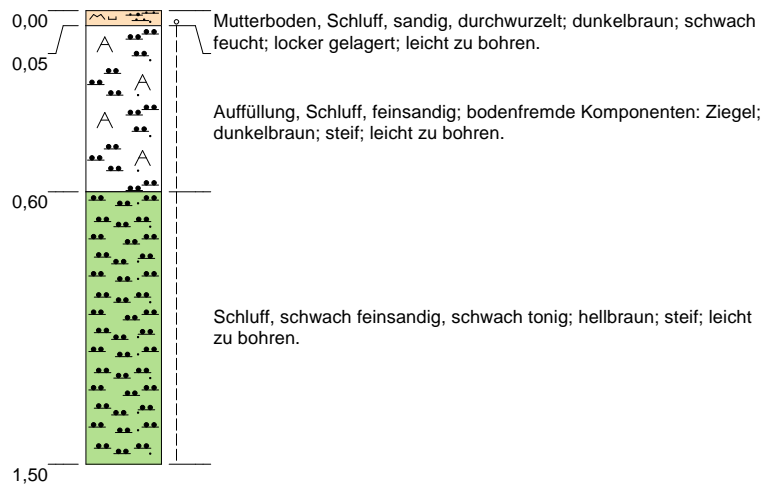 0,00
Mutterboden, Schluff, sandig, durchwurzelt; dunkelbraun; schwach
feucht; locker gelagert; leicht zu bohren.
0,05
Auffüllung, Schluff, feinsandig; bodenfremde Komponenten: Ziegel;
dunkelbraun; steif; leicht zu bohren.
0,60
Schluff, schwach feinsandig, schwach tonig; hellbraun; steif; leicht
zu bohren.
1,50